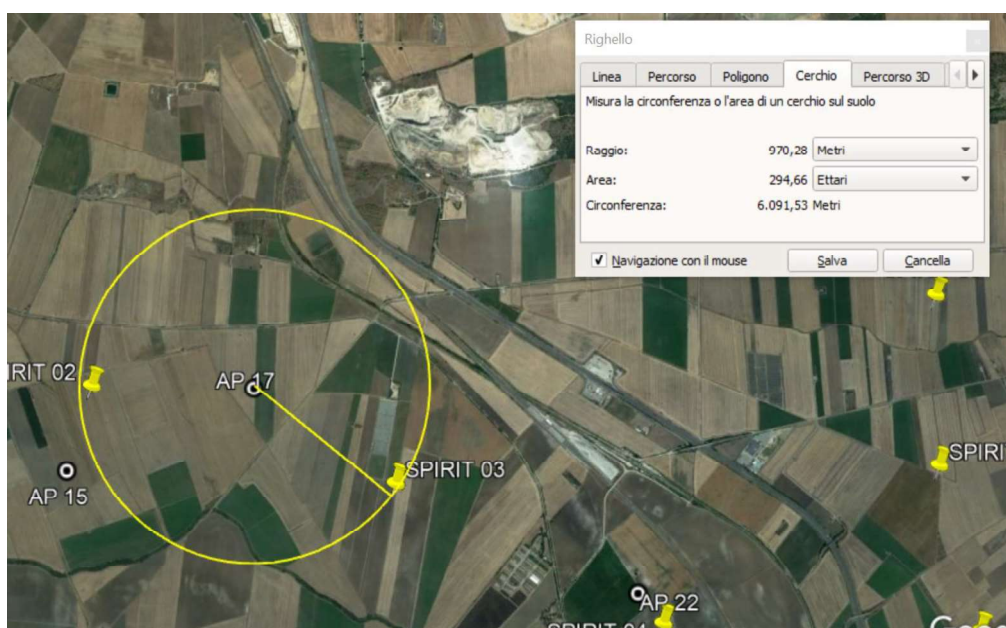 Righello
Linea Percorso Poligono Cerchio Percorso 3D
Misura la circonferenza o l'area di un cerchio sul suolo
Raggio: 970,28 Metri
Area: 294,66 Ettari
Circonferenza: 6.091,53 Metri
Navigazione con il mouse Salva Cancella
IRIT 02
AP 17
SPIRIT 03
SPIRI
AP 15
AP 22
SPIRIT 04